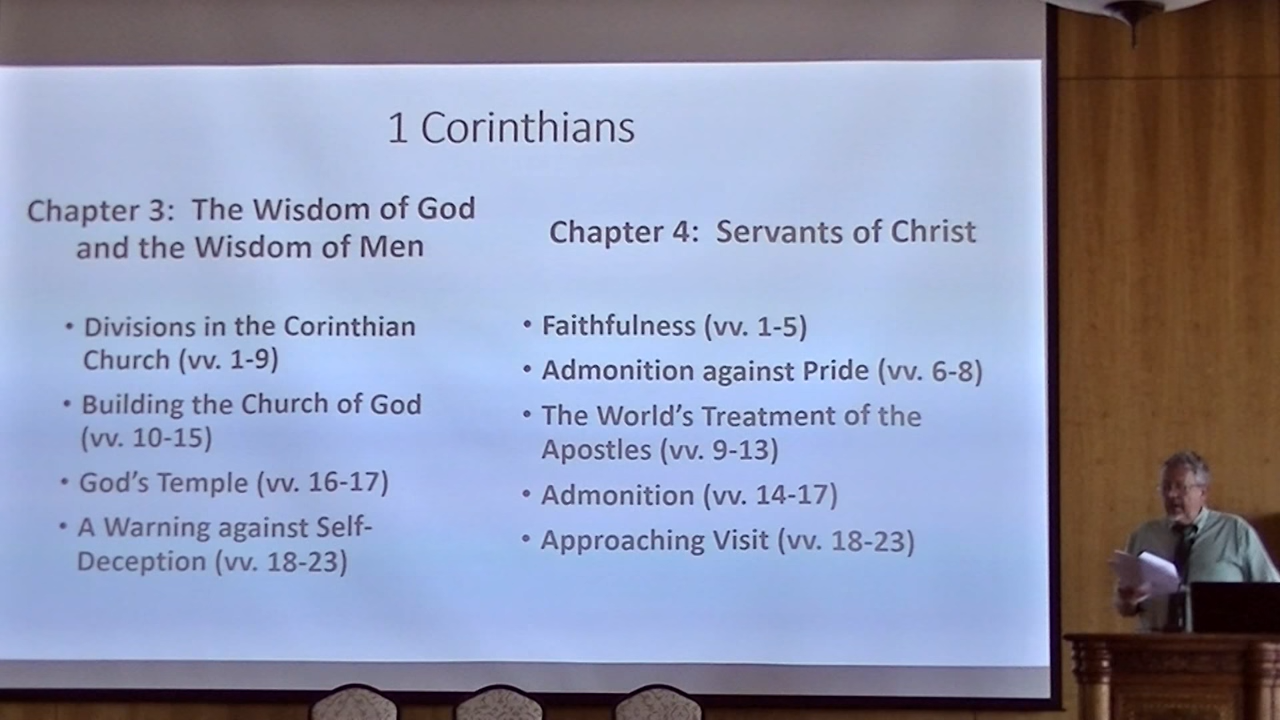 1 Corinthians
Chapter 3: The Wisdom of God
and the Wisdom of Men
• Divisions in the Corinthian
Church (vv. 1-9)
• Building the Church of God
(vv. 10-15)
• God's Temple (vv. 16-17)
• A Warning against Self-
Deception (vv. 18-23)
Chapter 4: Servants of Christ
• Faithfulness (vv. 1-5)
• Admonition against Pride (vv. 6-8)
• The World's Treatment of the
Apostles (vv. 9-13)
• Admonition (vv. 14-17)
• Approaching Visit (vv. 18-23)